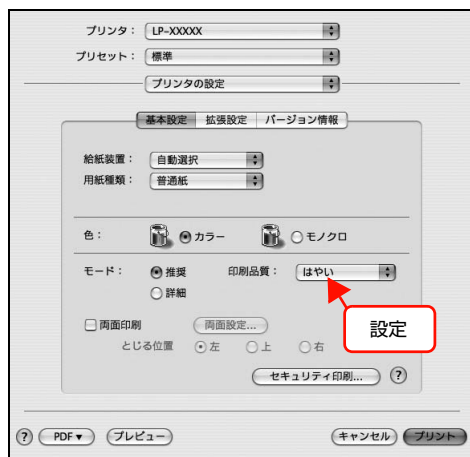 プリンタ： LP-XXXXX
プリセット： 標準
プリンタの設定
基本設定 拡張設定 バージョン情報
給紙装置： 自動選択
用紙種類： 普通紙
色： カラー モノクロ
モード： 推奨 印刷品質： はやい
詳細
設定
両面印刷 両面設定...
とじる位置 左 上 右
セキュリティ印刷... ?
? PDF▼ プレビュー キャンセル プリント